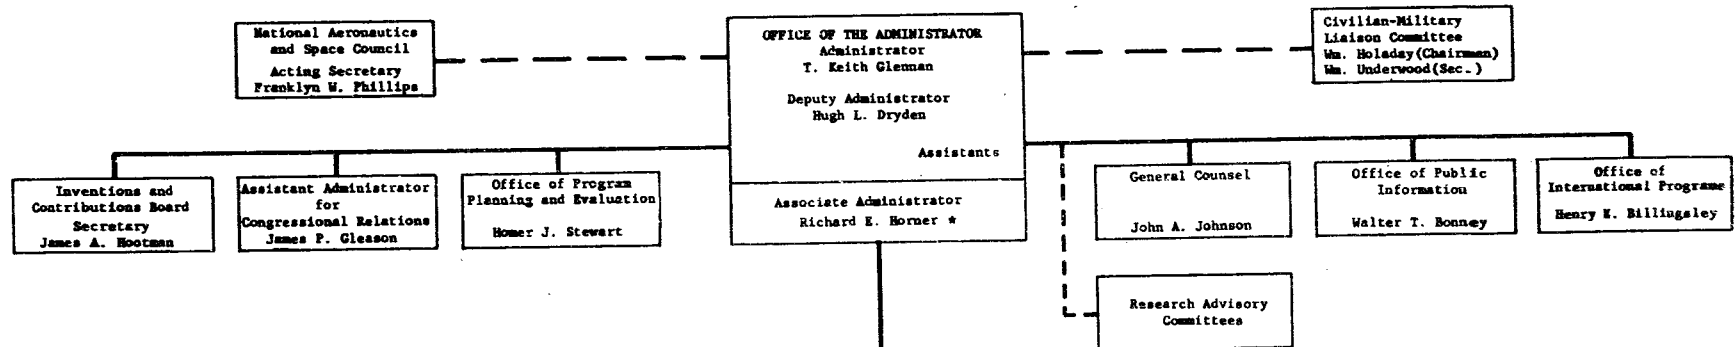 National Aeronautics
and Space Council
Acting Secretary
Franklyn W. Phillips
OFFICE OF THE ADMINISTRATOR
Administrator
T. Keith Glennan
Deputy Administrator
Hugh L. Dryden
Assistants
Associate Administrator
Richard E. Horner *
Civilian-Military
Liaison Committee
Wm. Holaday(Chairman)
Wm. Underwood(Sec.)
Inventions and
Contributions Board
Secretary
James A. Hootman
Assistant Administrator
for
Congressional Relations
James P. Gleason
Office of Program
Planning and Evaluation
Homer J. Stewart
General Counsel
John A. Johnson
Office of Public
Information
Walter T. Bonney
Office of
International Programs
Henry E. Billingsley
Research Advisory
Committees